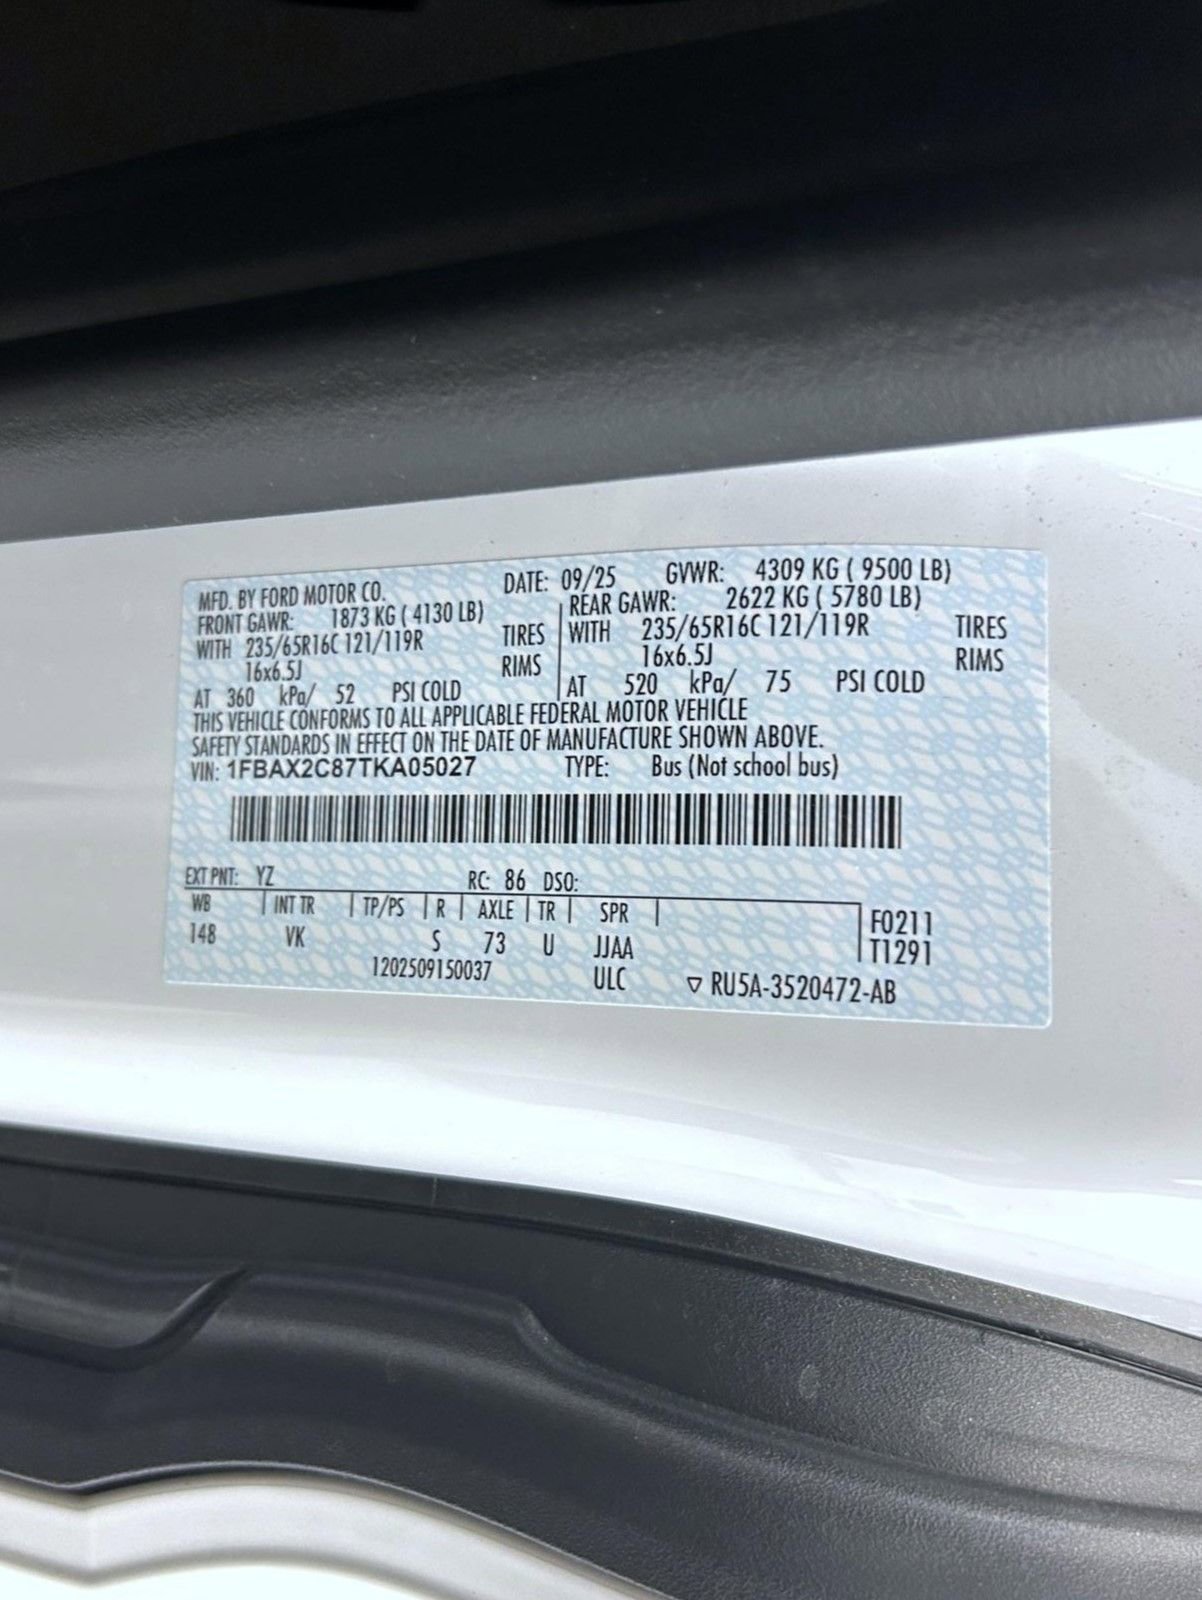 MFD. BY FORD MOTOR CO. DATE: 09/25 GVWR: 4309 KG ( 9500 LB)
FRONT GAWR: 1873 KG ( 4130 LB) REAR GAWR: 2622 KG ( 5780 LB)
WITH 235/65R16C 121/119R TIRES WITH 235/65R16C 121/119R TIRES
16x6.5J RIMS 16x6.5J RIMS
AT 360 kPa/ 52 PSI COLD AT 520 kPa/ 75 PSI COLD
THIS VEHICLE CONFORMS TO ALL APPLICABLE FEDERAL MOTOR VEHICLE
SAFETY STANDARDS IN EFFECT ON THE DATE OF MANUFACTURE SHOWN ABOVE.
VIN: 1FBAX2C87TKA05027 TYPE: Bus (Not school bus)
EXT PNT: YZ RC: 86 DSO:
WB INT TR TP/PS R AXLE TR SPR F0211
148 VK S 73 U JJAA T1291
1202509150037 ULC ▽ RU5A-3520472-AB